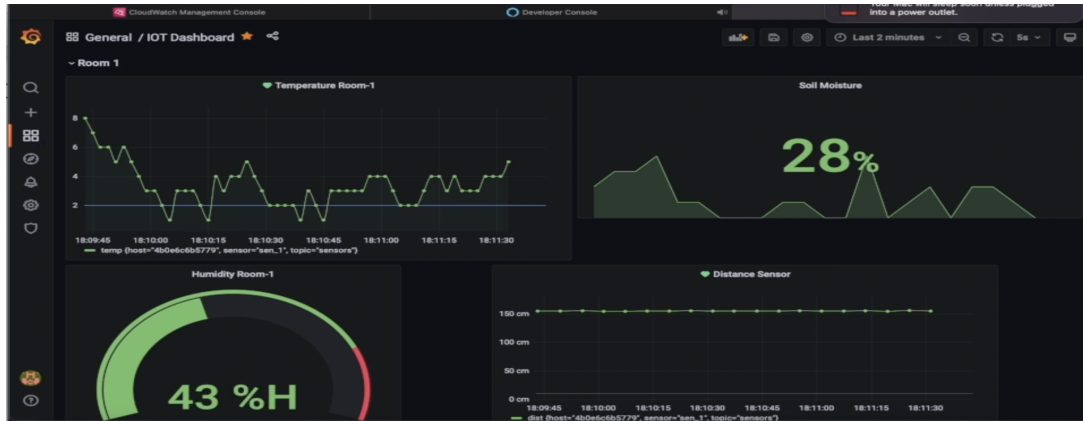 CloudWatch Management Console
Developer Console
Your Mac will sleep soon unless plugged
into a power outlet.
General / IOT Dashboard
Last 2 minutes
5s
Room 1
Temperature Room-1
8
6
4
2
18:09:45 18:10:00 18:10:15 18:10:30 18:10:45 18:11:00 18:11:15 18:11:30
temp {host="4b0e6c6b5779", sensor="sen_1", topic="sensors"}
Soil Moisture
28%
Humidity Room-1
43 %H
Distance Sensor
150 cm
100 cm
50 cm
0 cm
18:09:45 18:10:00 18:10:15 18:10:30 18:10:45 18:11:00 18:11:15 18:11:30
dist {host="4b0e6c6b5779", sensor="sen_1", topic="sensors"}